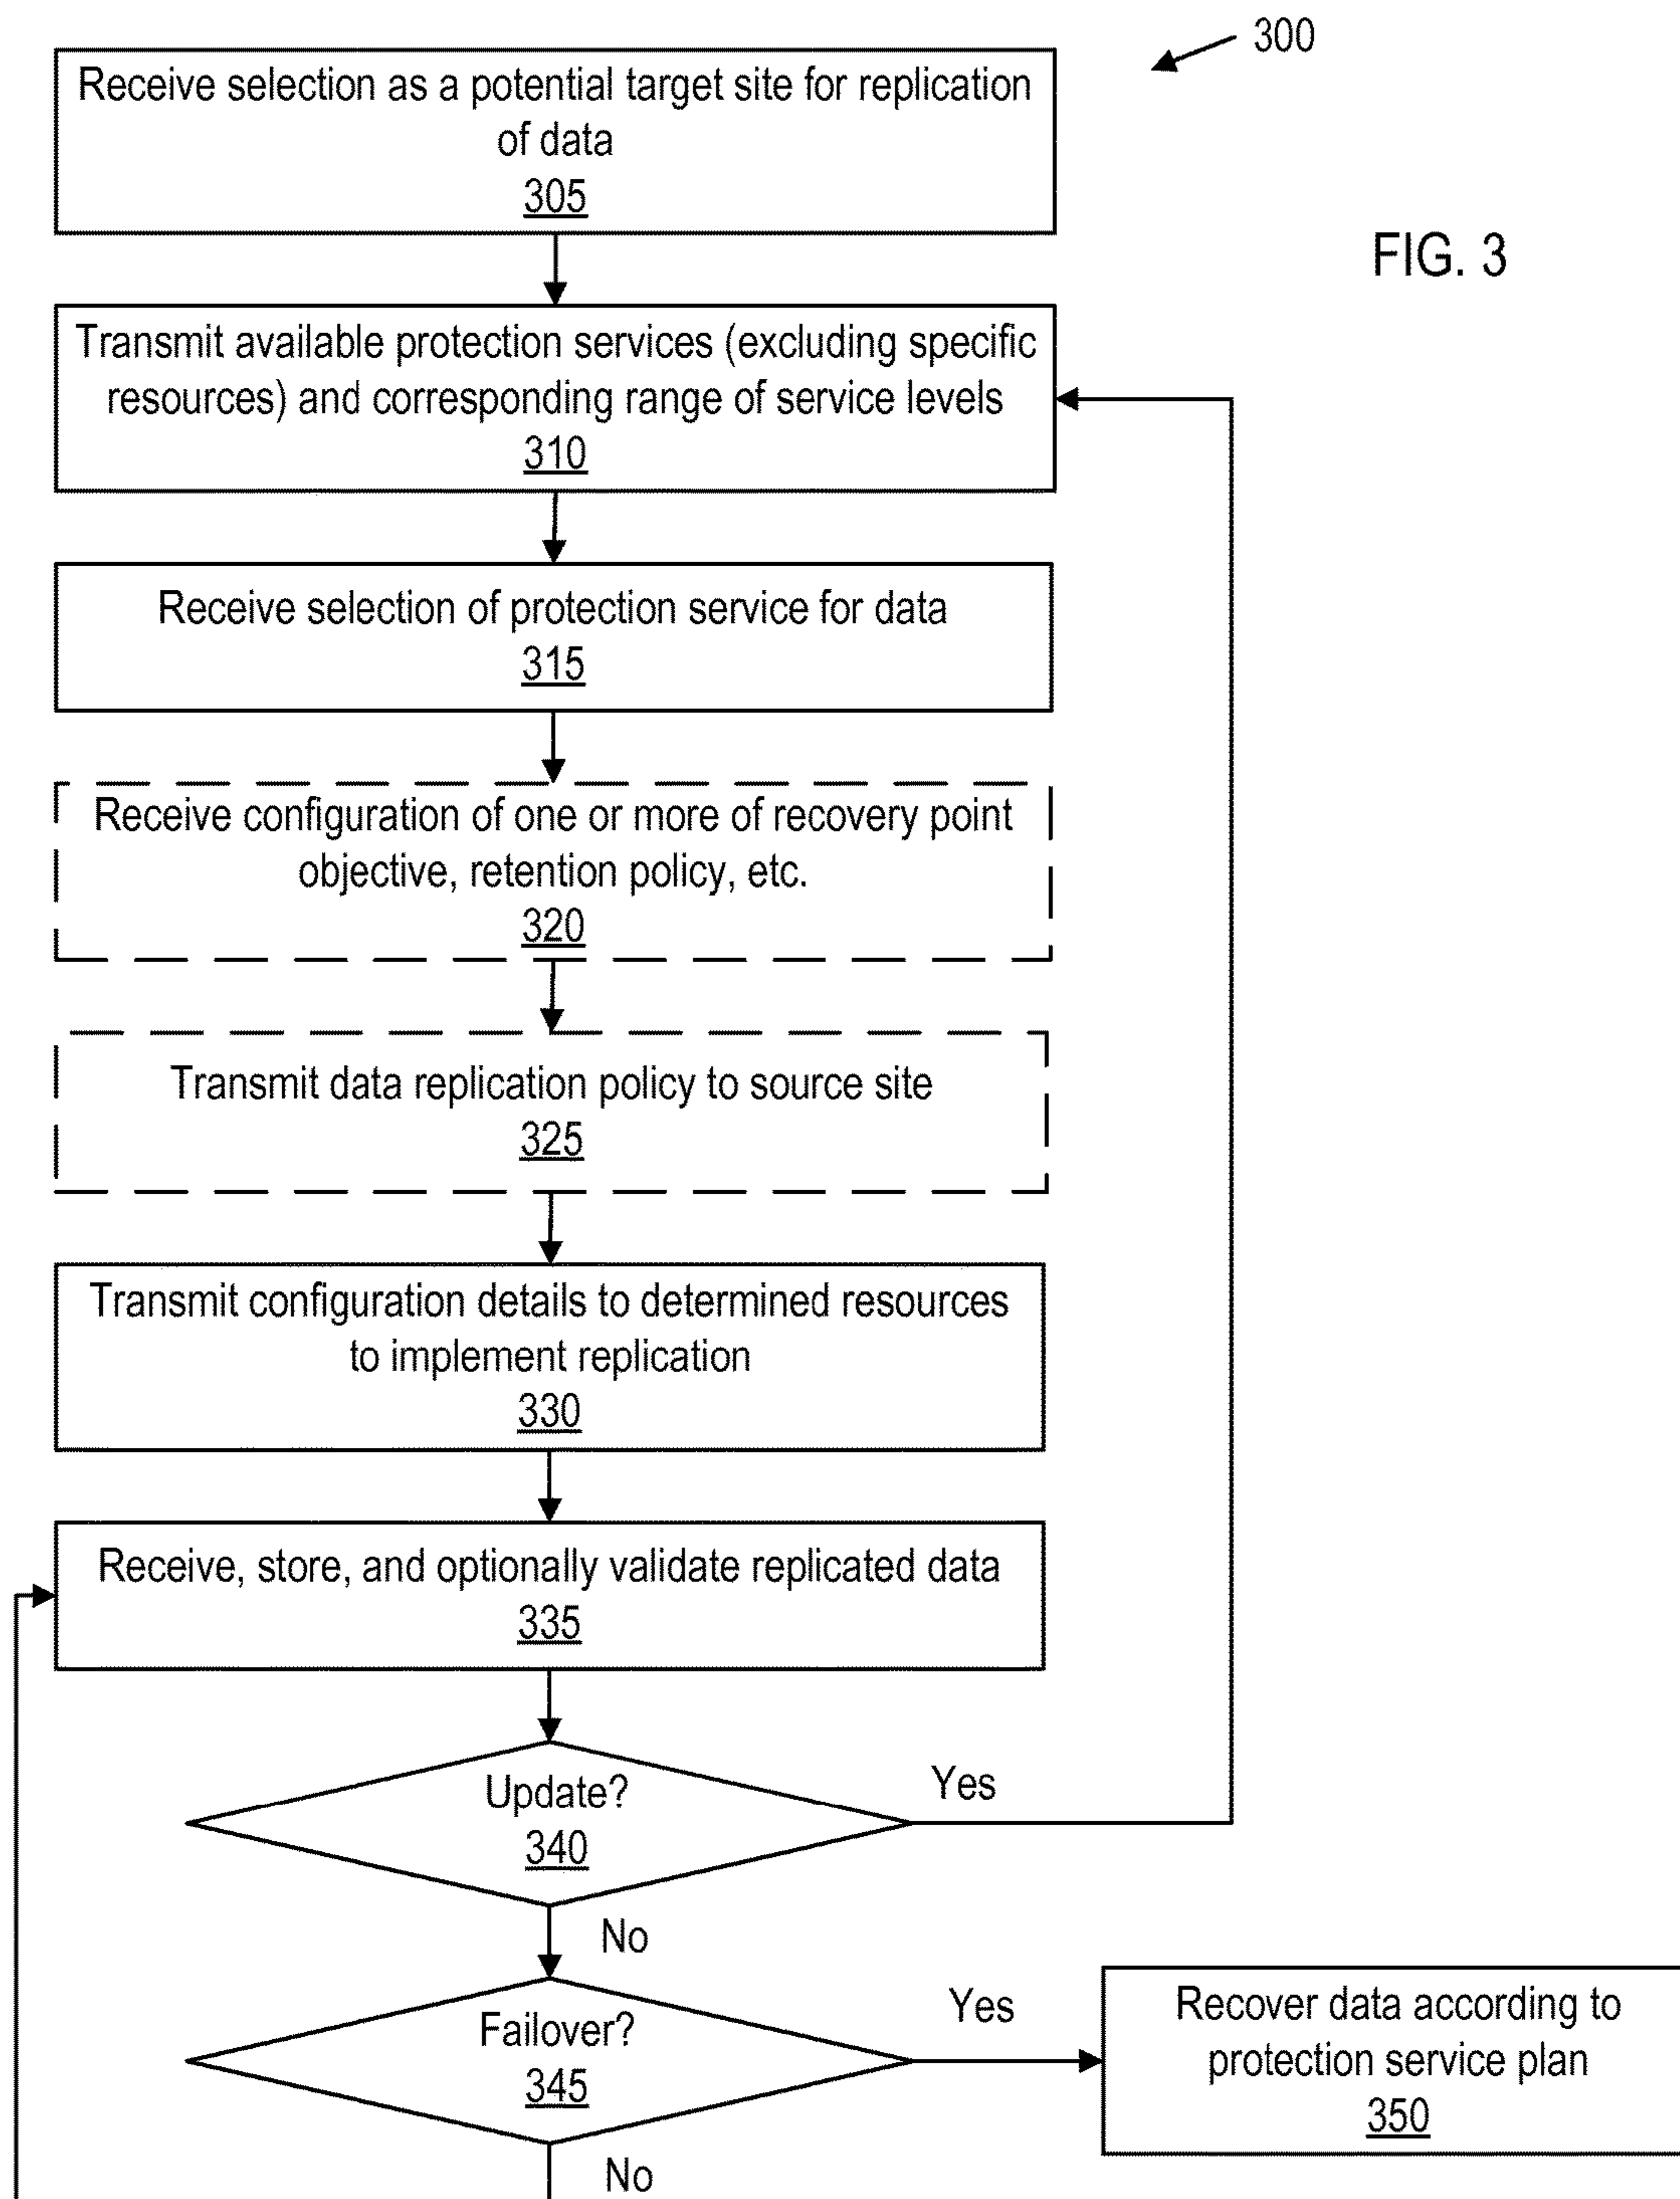 300
Receive selection as a potential target site for replication
of data
305
FIG. 3
Transmit available protection services (excluding specific
resources) and corresponding range of service levels
310
Receive selection of protection service for data
315
Receive configuration of one or more of recovery point
objective, retention policy, etc.
320
Transmit data replication policy to source site
325
Transmit configuration details to determined resources
to implement replication
330
Receive, store, and optionally validate replicated data
335
Update?
340
Yes
No
Failover?
345
Yes
Recover data according to
protection service plan
350
No